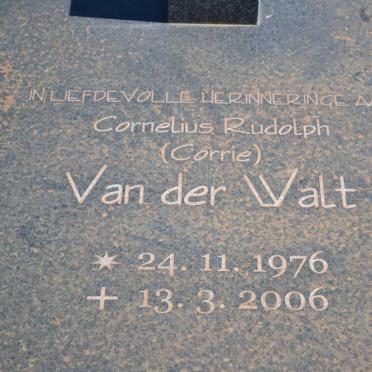 IN LIEFDEVOLLE HERINNERINGE
Cornelius Rudolph
(Corrie)
Van der Walt
* 24. 11. 1976
+ 13. 3. 2006